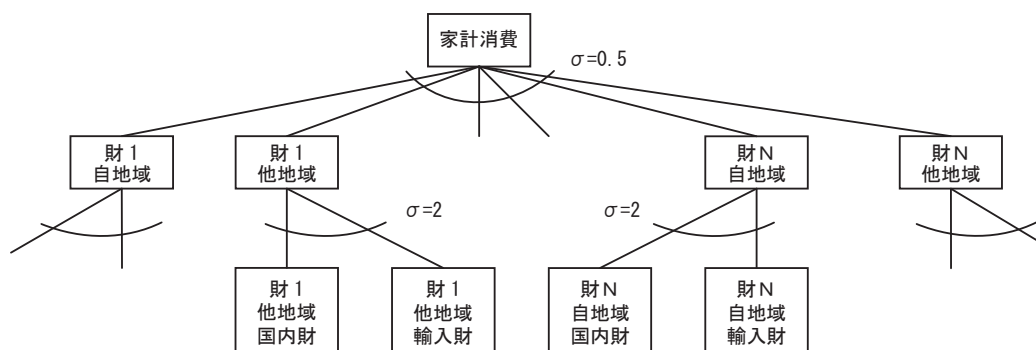 家計消費
σ=0.5
財1
自地域
財1
他地域
財N
自地域
財N
他地域
σ=2
σ=2
財1
他地域
国内財
財1
他地域
輸入財
財N
自地域
国内財
財N
自地域
輸入財